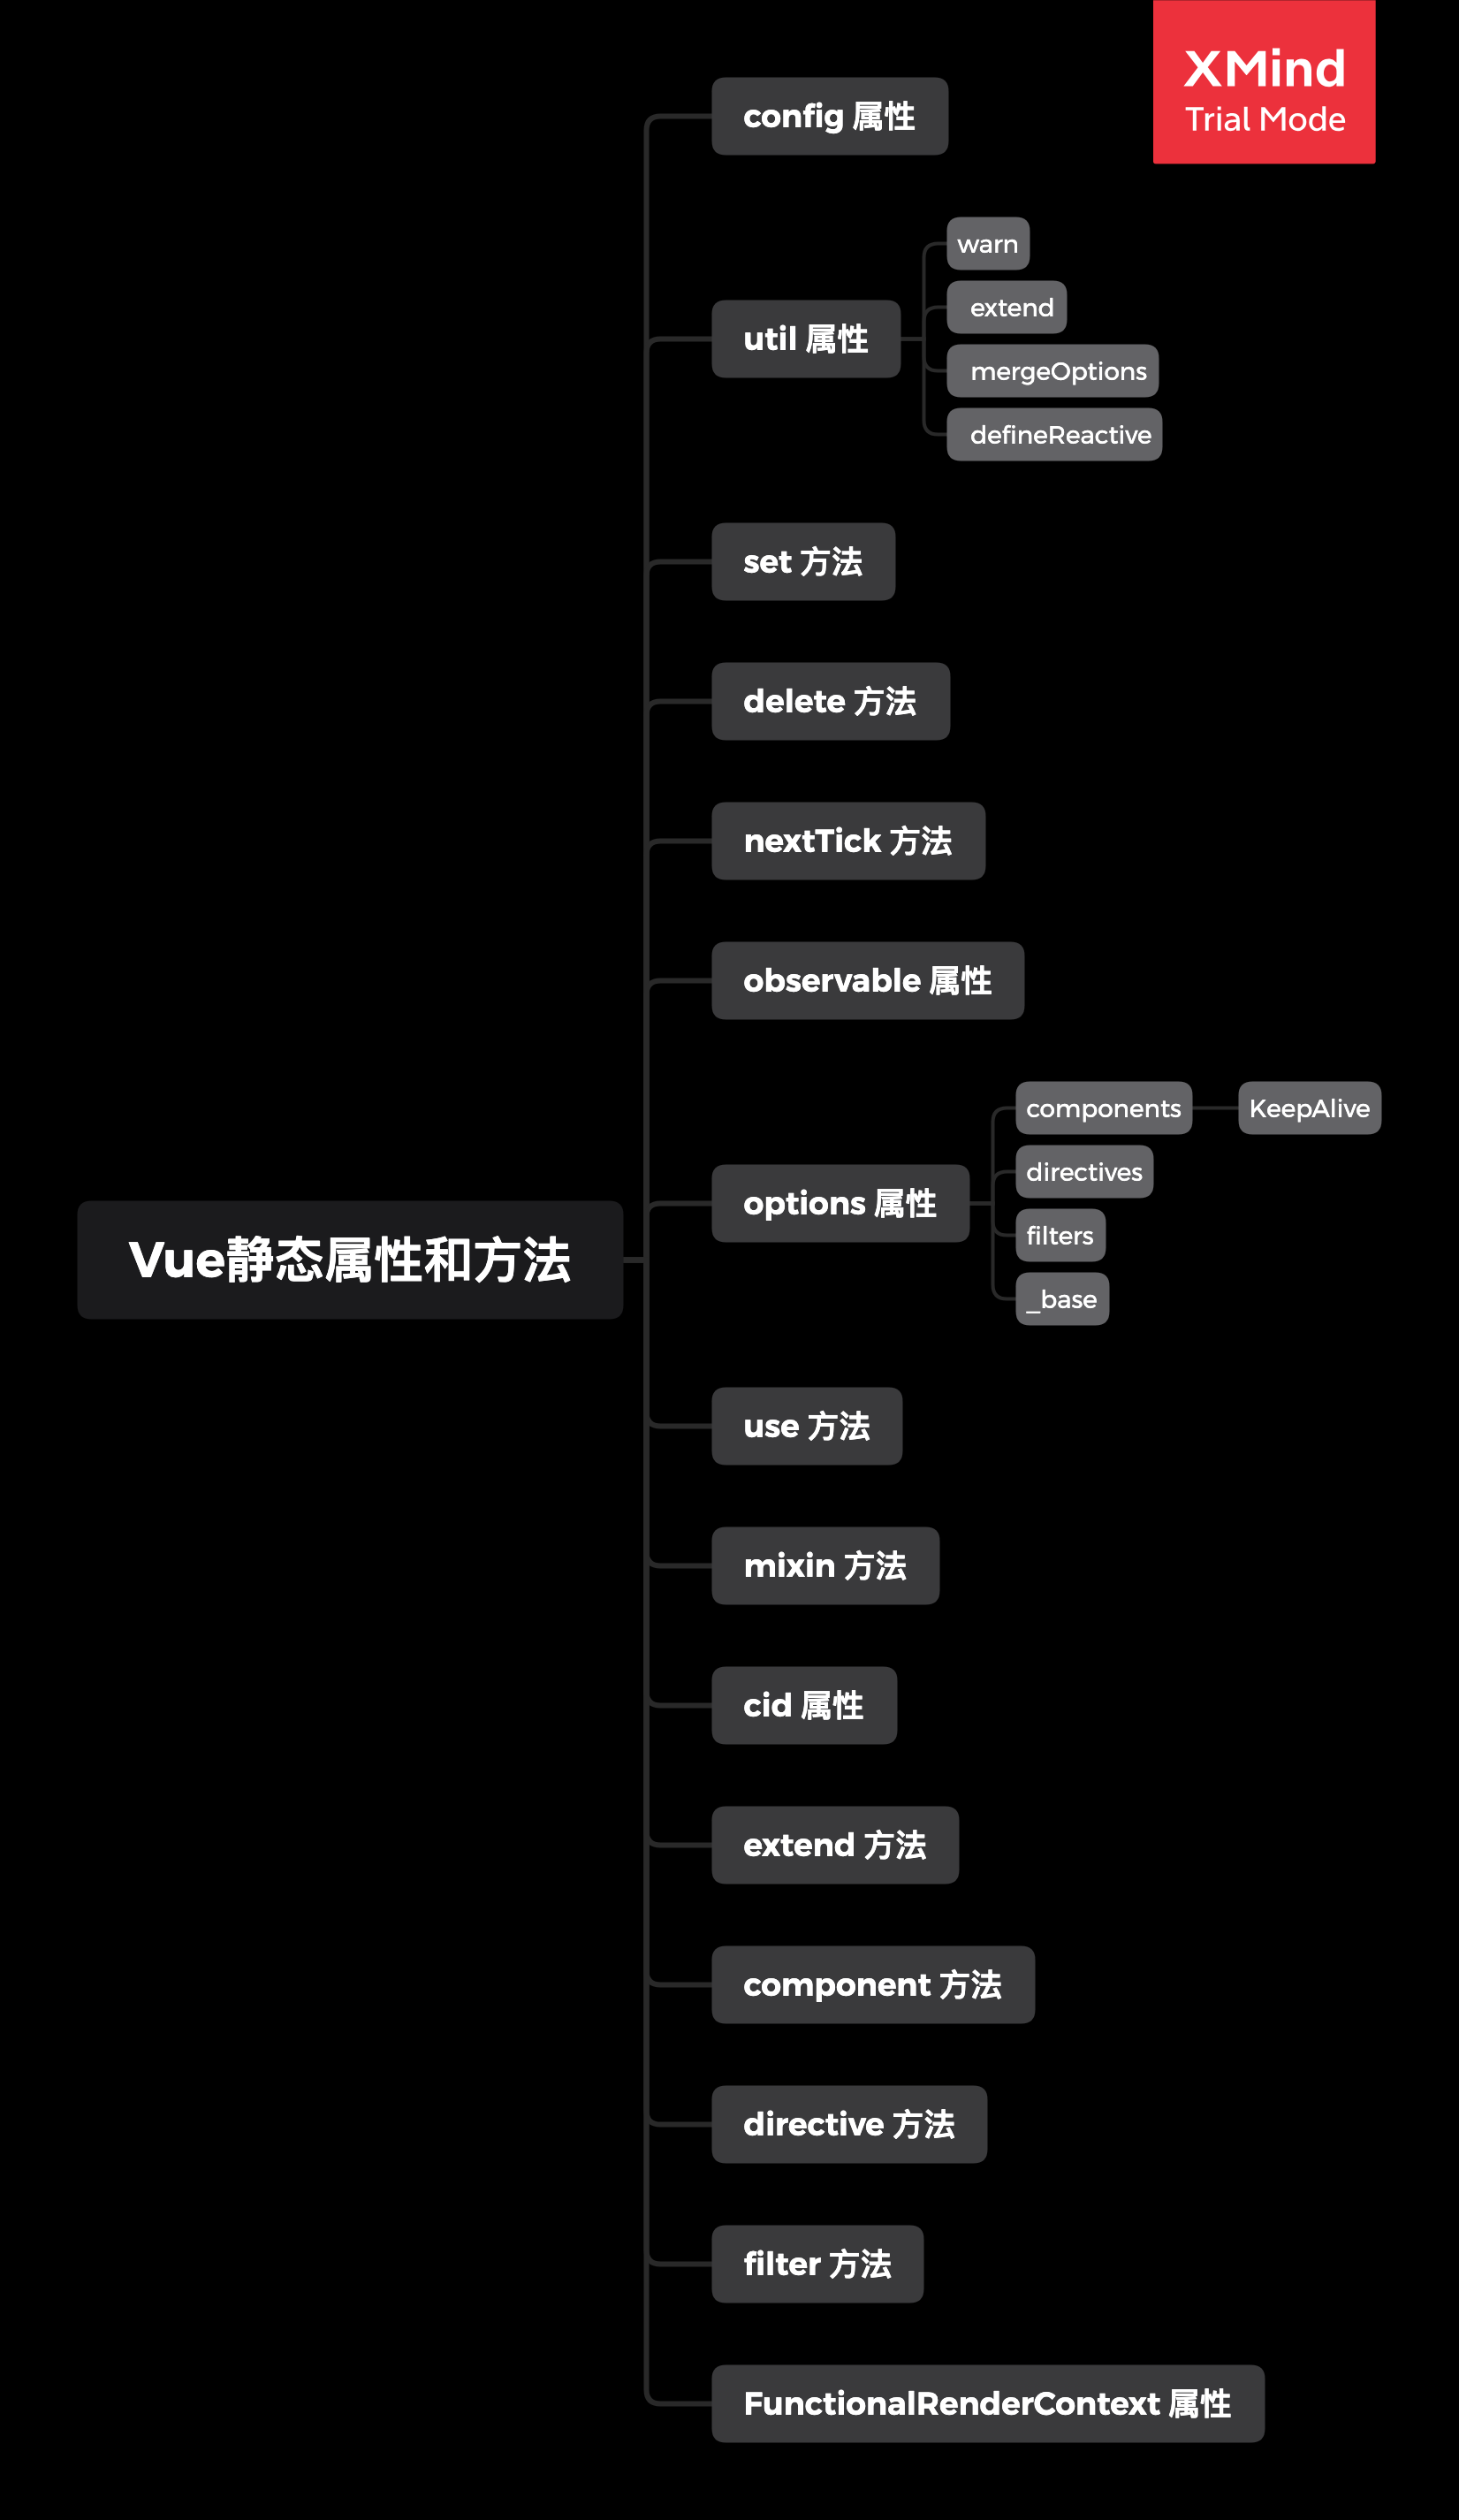 XMind
Trial Mode
config 属性
warn
extend
util 属性
mergeOptions
defineReactive
set 方法
delete 方法
nextTick 方法
observable 属性
components
KeepAlive
directives
options 属性
filters
_base
Vue静态属性和方法
use 方法
mixin 方法
cid 属性
extend 方法
component 方法
directive 方法
filter 方法
FunctionalRenderContext 属性